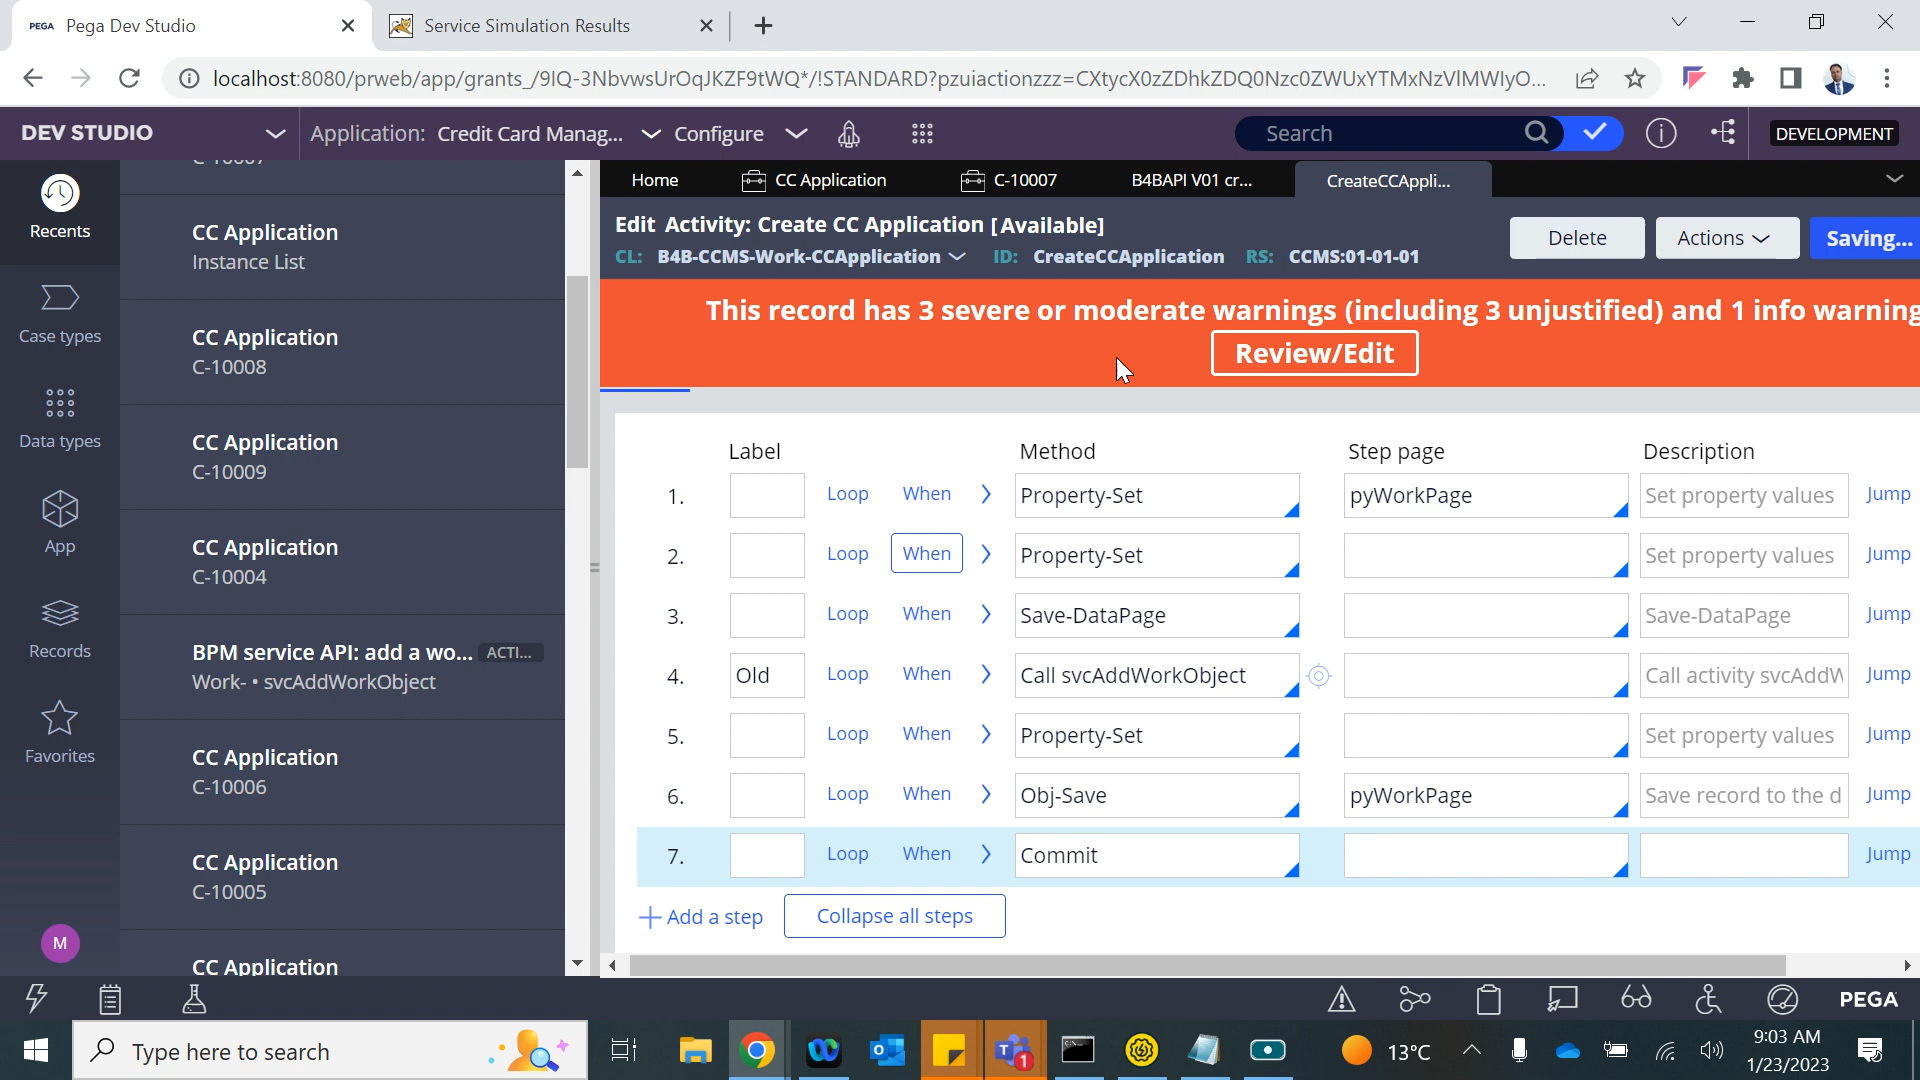 PEGA Pega Dev Studio
Service Simulation Results
localhost:8080/prweb/app/grants_/9IQ-3NbvwsUrOqJKZF9tWQ*/!STANDARD?pzuiactionzzz=CXtycX0zZDhkZDQ0Nzc0ZWUxYTMxNzVlMWIyO...
DEV STUDIO
Application: Credit Card Manag...
Configure
Search
DEVELOPMENT
Recents
Case types
Data types
App
Records
Favorites
M
CC Application
Instance List
CC Application
C-10008
CC Application
C-10009
CC Application
C-10004
BPM service API: add a wo... ACTI...
Work- • svcAddWorkObject
CC Application
C-10006
CC Application
C-10005
CC Application
Home
CC Application
C-10007
B4BAPI V01 cr...
CreateCCAppli...
Edit Activity: Create CC Application [Available]
CL: B4B-CCMS-Work-CCApplication ID: CreateCCApplication RS: CCMS:01-01-01
Delete
Actions
Saving...
This record has 3 severe or moderate warnings (including 3 unjustified) and 1 info warning
Review/Edit
Label Method Step page Description
1. Loop When Property-Set pyWorkPage Set property values Jump
2. Loop When Property-Set Set property values Jump
3. Loop When Save-DataPage Save-DataPage Jump
4. Old Loop When Call svcAddWorkObject Call activity svcAddW Jump
5. Loop When Property-Set Set property values Jump
6. Loop When Obj-Save pyWorkPage Save record to the d Jump
7. Loop When Commit Jump
Add a step
Collapse all steps
PEGA
Type here to search
1
13°C
9:03 AM
1/23/2023